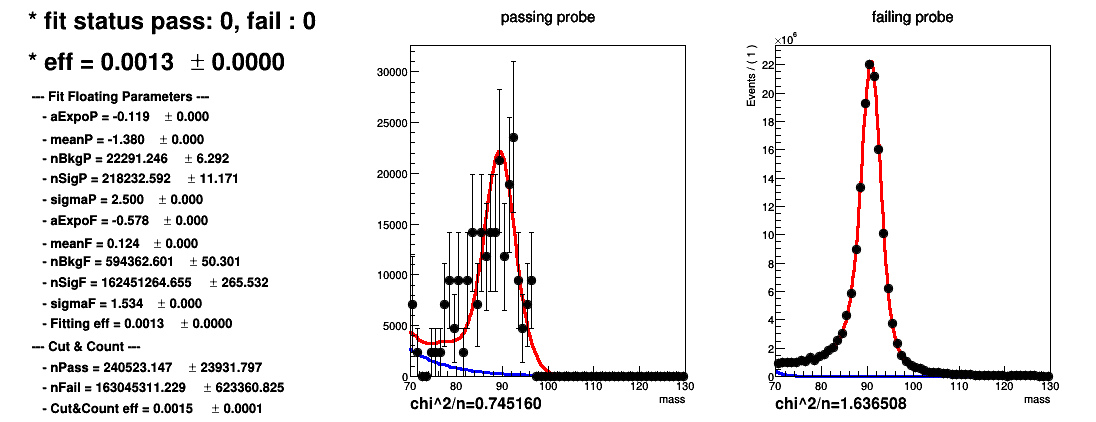 * fit status pass: 0, fail : 0
* eff = 0.0013 ± 0.0000
--- Fit Floating Parameters ---
- aExpoP = -0.119 ± 0.000
- meanP = -1.380 ± 0.000
- nBkgP = 22291.246 ± 6.292
- nSigP = 218232.592 ± 11.171
- sigmaP = 2.500 ± 0.000
- aExpoF = -0.578 ± 0.000
- meanF = 0.124 ± 0.000
- nBkgF = 594362.601 ± 50.301
- nSigF = 162451264.655 ± 265.532
- sigmaF = 1.534 ± 0.000
- Fitting eff = 0.0013 ± 0.0000
--- Cut & Count ---
- nPass = 240523.147 ± 23931.797
- nFail = 163045311.229 ± 623360.825
- Cut&Count eff = 0.0015 ± 0.0001
passing probe
30000
25000
20000
15000
10000
5000
0
70 80 90 100 110 120 130
mass
chi^2/n=0.745160
failing probe
×10^6
Events / ( 1 )
22
20
18
16
14
12
10
8
6
4
2
0
70 80 90 100 110 120 130
mass
chi^2/n=1.636508